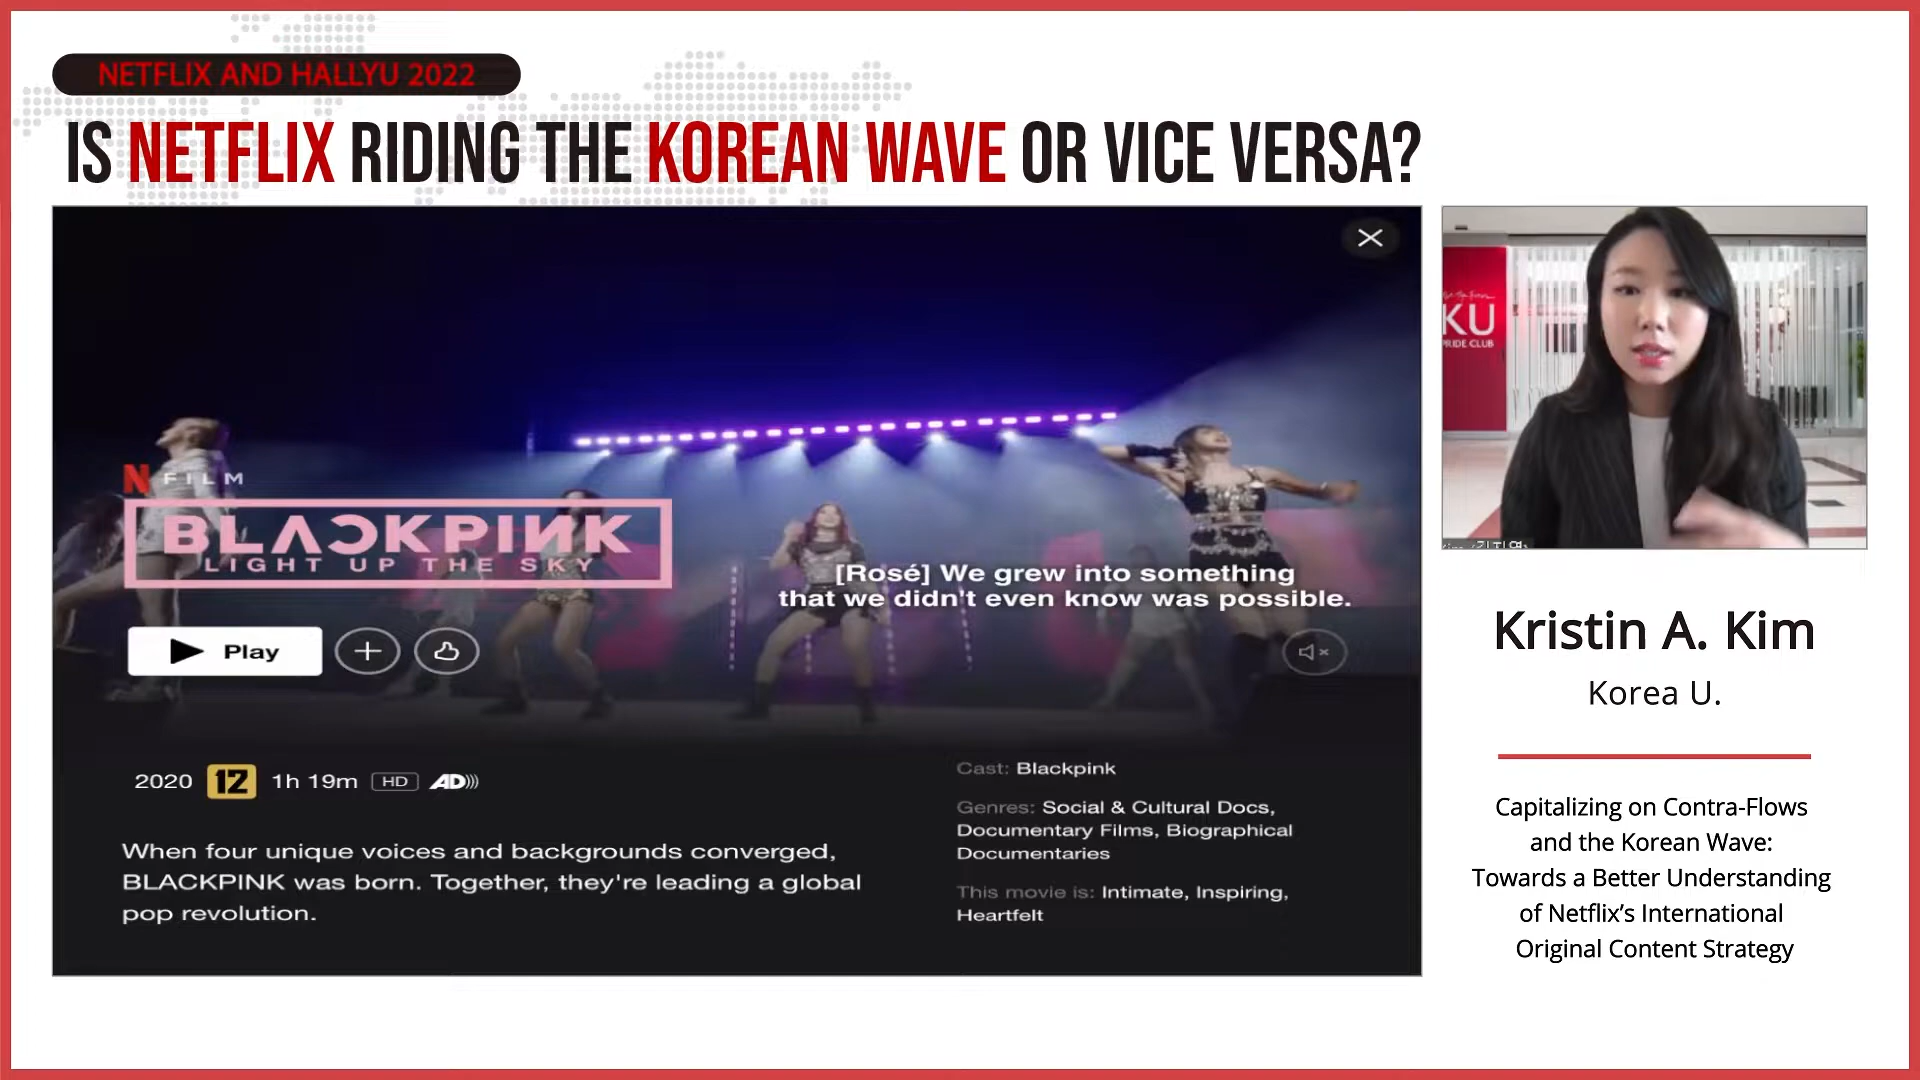 NETFLIX AND HALLYU 2022
IS NETFLIX RIDING THE KOREAN WAVE OR VICE VERSA?
N FILM
BLACKPINK
LIGHT UP THE SKY
[Rosé] We grew into something
that we didn't even know was possible.
Play
2020 12 1h 19m HD AD
When four unique voices and backgrounds converged,
BLACKPINK was born. Together, they're leading a global
pop revolution.
Cast: Blackpink
Genres: Social & Cultural Docs,
Documentary Films, Biographical
Documentaries
This movie is: Intimate, Inspiring,
Heartfelt
KU
PRIDE CLUB
Kristin A. Kim
Korea U.
Capitalizing on Contra-Flows
and the Korean Wave:
Towards a Better Understanding
of Netflix’s International
Original Content Strategy